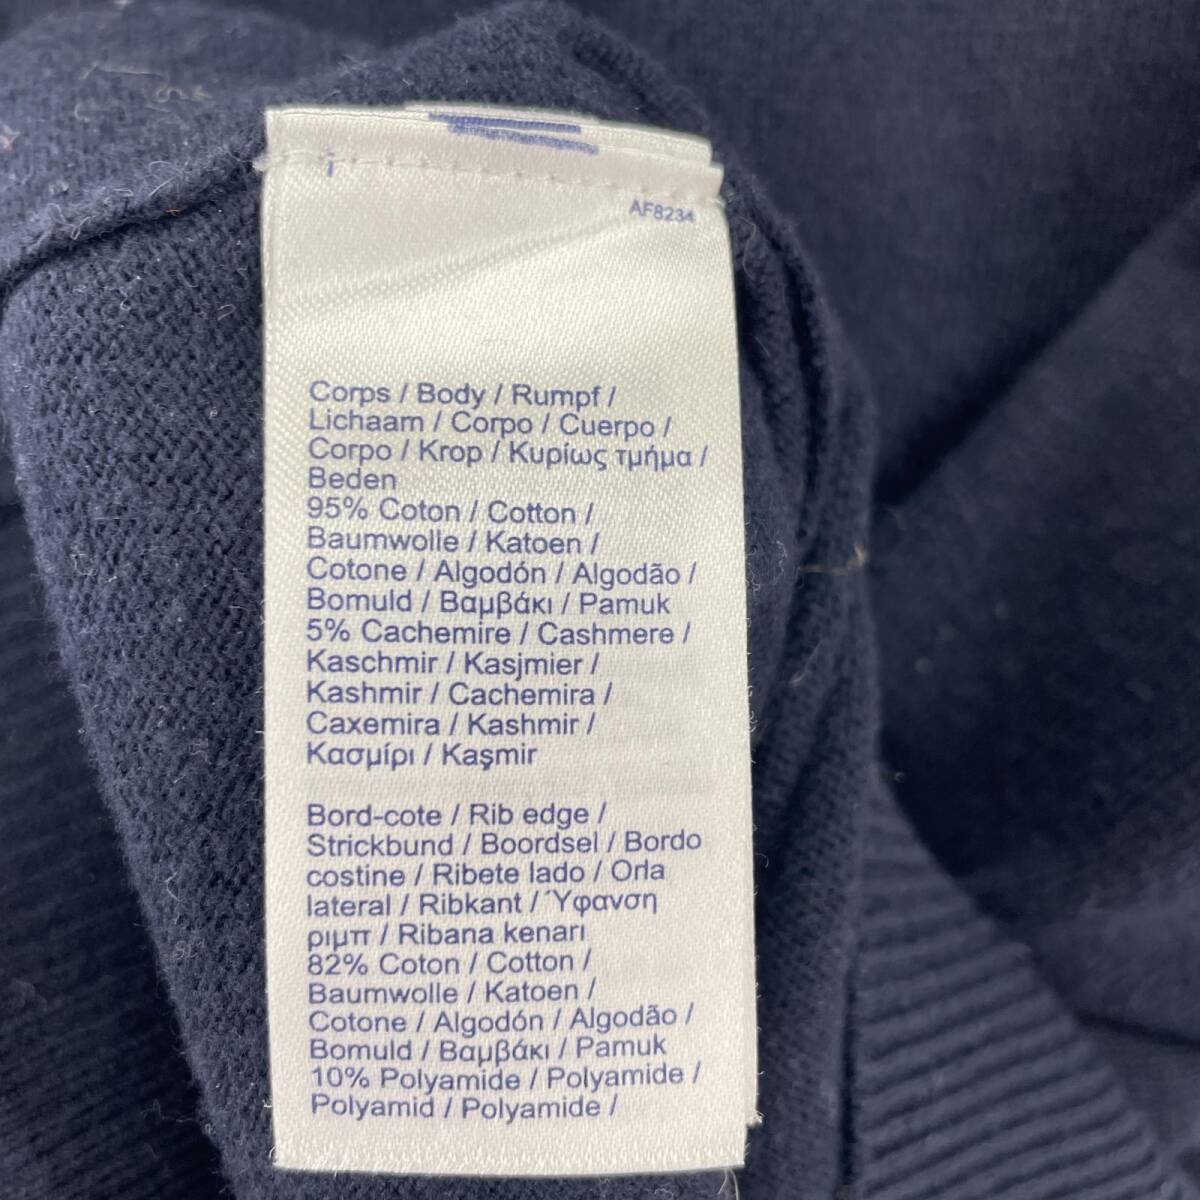 AF8234
Corps / Body / Rumpf /
Lichaam / Corpo / Cuerpo /
Corpo / Krop / Κυρίως τμήμα /
Beden
95% Coton / Cotton /
Baumwolle / Katoen /
Cotone / Algodón / Algodão /
Bomuld / Βαμβάκι / Pamuk
5% Cachemire / Cashmere /
Kaschmir / Kasjmier /
Kashmir / Cachemira /
Caxemira / Kashmir /
Κασμίρι / Kaşmir
Bord-cote / Rib edge /
Strickbund / Boordsel / Bordo
costine / Ribete lado / Orla
lateral / Ribkant / Ύφανση
ριμπ / Ribana kenarı
82% Coton / Cotton /
Baumwolle / Katoen /
Cotone / Algodón / Algodão /
Bomuld / Βαμβάκι / Pamuk
10% Polyamide / Polyamide /
Polyamid / Polyamide /